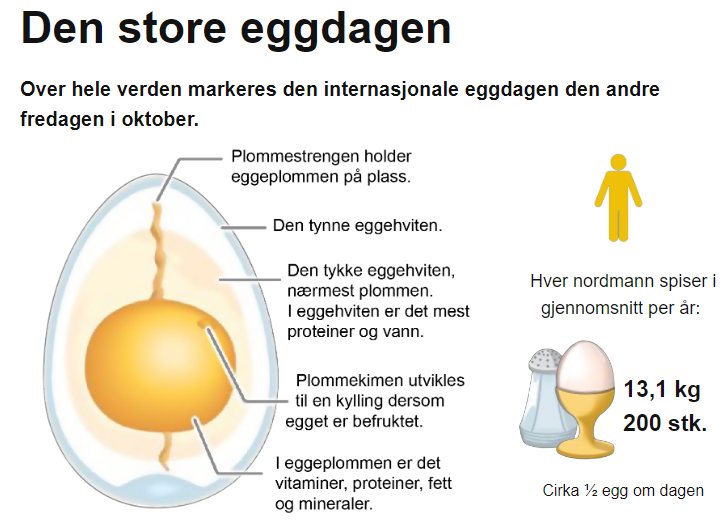 Den store eggdagen
Over hele verden markeres den internasjonale eggdagen den andre
fredagen i oktober.
Plommestrengen holder
eggeplommen på plass.
Den tynne eggehviten.
Den tykke eggehviten,
nærmest plommen.
I eggehviten er det mest
proteiner og vann.
Plommekimen utvikles
til en kylling dersom
egget er befruktet.
I eggeplommen er det
vitaminer, proteiner, fett
og mineraler.
Hver nordmann spiser i
gjennomsnitt per år:
13,1 kg
200 stk.
Cirka ½ egg om dagen